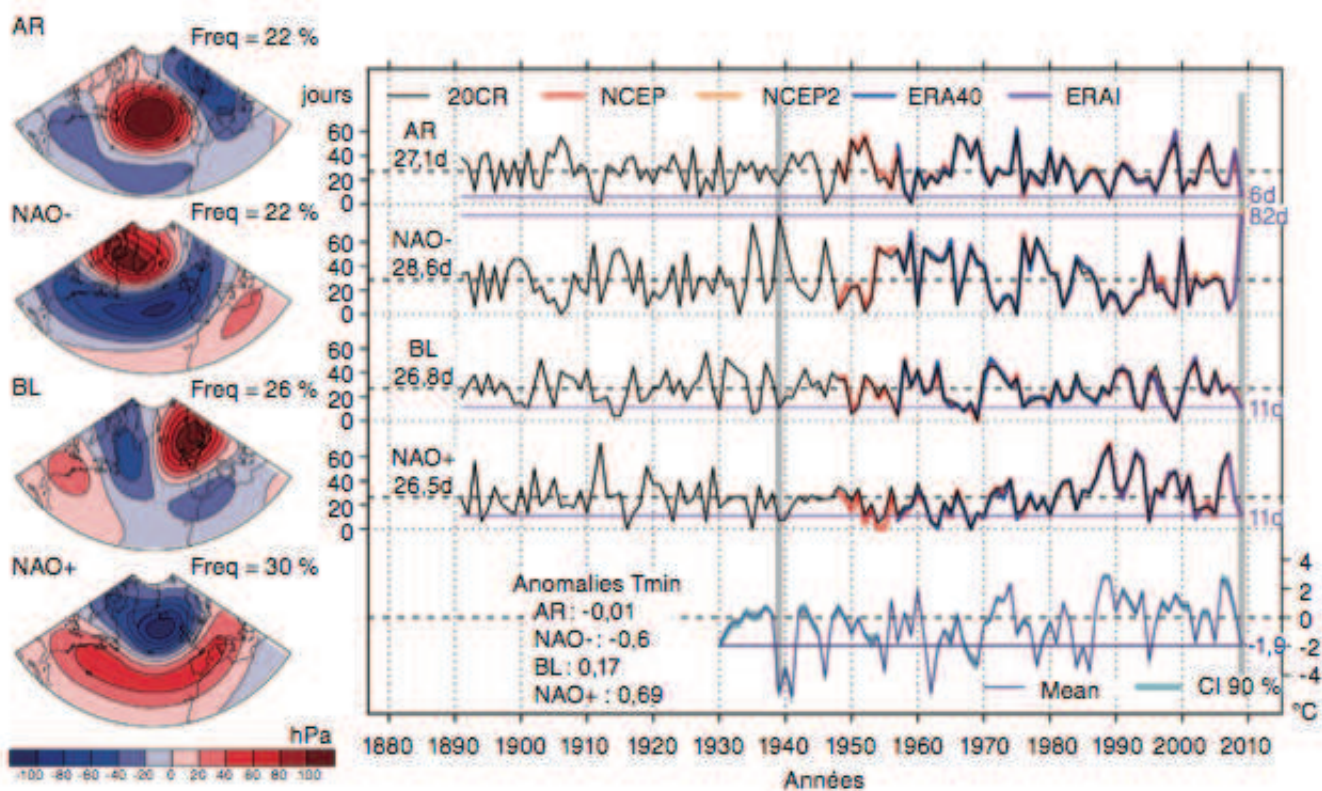 AR
Freq = 22 %
NAO-
Freq = 22 %
BL
Freq = 26 %
NAO+
Freq = 30 %
hPa
-100 -80 -60 -40 -20 0 20 40 60 80 100
jours
20CR NCEP NCEP2 ERA40 ERAI
60
40
20
0
AR
27,1d
6d
82d
60
40
20
0
NAO-
28,6d
60
40
20
0
BL
26,8d
11d
60
40
20
0
NAO+
26,5d
11d
Anomalies Tmin
AR : -0,01
NAO- : -0,6
BL : 0,17
NAO+ : 0,69
4
2
0
-1,9
-2
-4
°C
Mean CI 90 %
1880 1890 1900 1910 1920 1930 1940 1950 1960 1970 1980 1990 2000 2010
Années